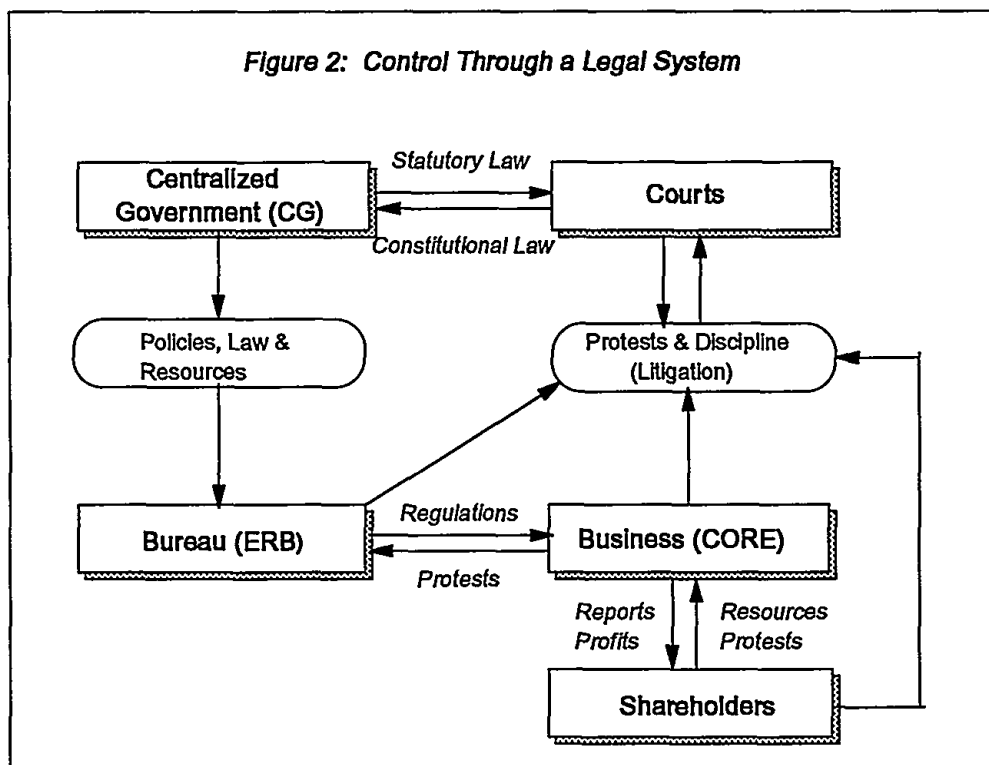 Figure 2: Control Through a Legal System
Statutory Law
Centralized
Government (CG)
Courts
Constitutional Law
Policies, Law &
Resources
Protests & Discipline
(Litigation)
Regulations
Bureau (ERB)
Business (CORE)
Protests
Reports
Profits
Resources
Protests
Shareholders